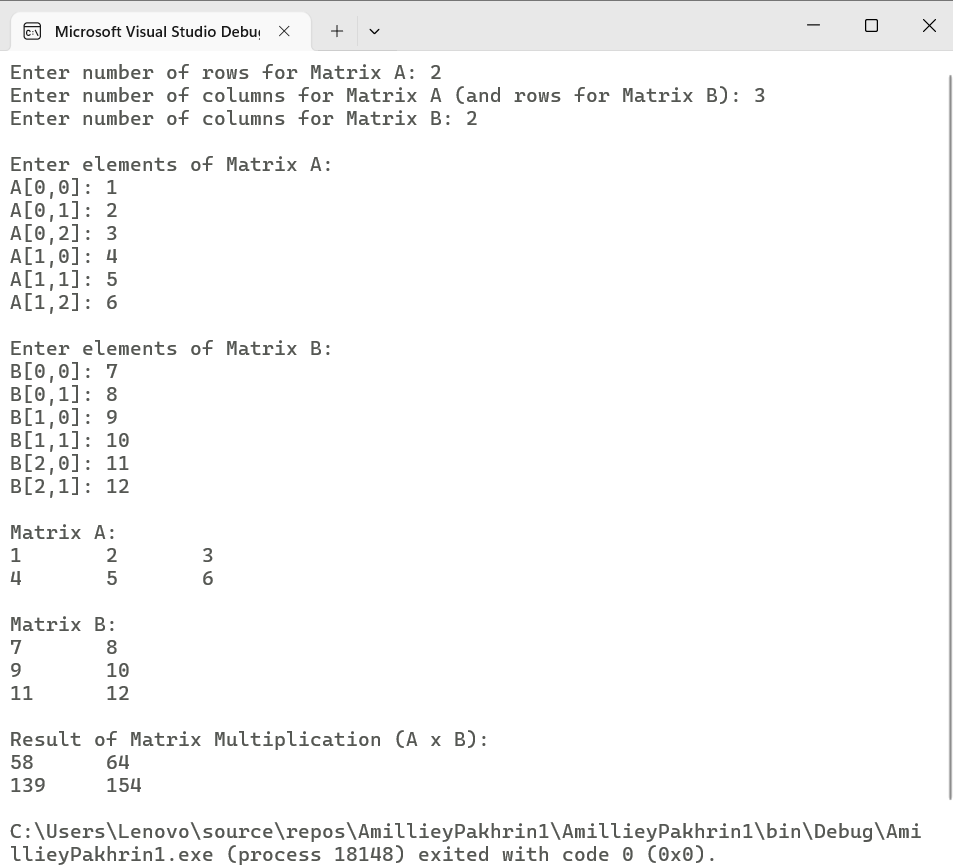 Microsoft Visual Studio Debu
Enter number of rows for Matrix A: 2
Enter number of columns for Matrix A (and rows for Matrix B): 3
Enter number of columns for Matrix B: 2
Enter elements of Matrix A:
A[0,0]: 1
A[0,1]: 2
A[0,2]: 3
A[1,0]: 4
A[1,1]: 5
A[1,2]: 6
Enter elements of Matrix B:
B[0,0]: 7
B[0,1]: 8
B[1,0]: 9
B[1,1]: 10
B[2,0]: 11
B[2,1]: 12
Matrix A:
1 2 3
4 5 6
Matrix B:
7 8
9 10
11 12
Result of Matrix Multiplication (A x B):
58 64
139 154
C:\Users\Lenovo\source\repos\AmillieyPakhrin1\AmillieyPakhrin1\bin\Debug\Ami
llieyPakhrin1.exe (process 18148) exited with code 0 (0x0).